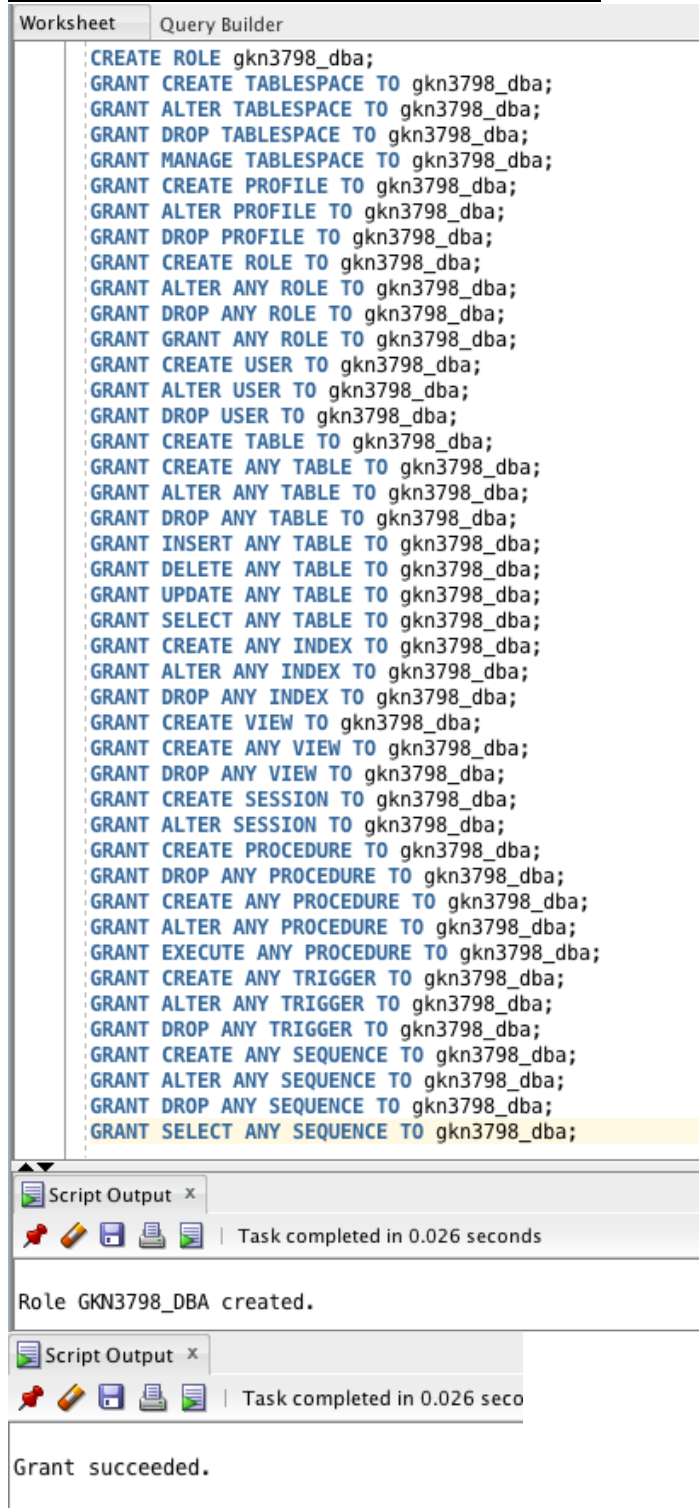 Worksheet Query Builder
CREATE ROLE gkn3798_dba;
GRANT CREATE TABLESPACE TO gkn3798_dba;
GRANT ALTER TABLESPACE TO gkn3798_dba;
GRANT DROP TABLESPACE TO gkn3798_dba;
GRANT MANAGE TABLESPACE TO gkn3798_dba;
GRANT CREATE PROFILE TO gkn3798_dba;
GRANT ALTER PROFILE TO gkn3798_dba;
GRANT DROP PROFILE TO gkn3798_dba;
GRANT CREATE ROLE TO gkn3798_dba;
GRANT ALTER ANY ROLE TO gkn3798_dba;
GRANT DROP ANY ROLE TO gkn3798_dba;
GRANT GRANT ANY ROLE TO gkn3798_dba;
GRANT CREATE USER TO gkn3798_dba;
GRANT ALTER USER TO gkn3798_dba;
GRANT DROP USER TO gkn3798_dba;
GRANT CREATE TABLE TO gkn3798_dba;
GRANT CREATE ANY TABLE TO gkn3798_dba;
GRANT ALTER ANY TABLE TO gkn3798_dba;
GRANT DROP ANY TABLE TO gkn3798_dba;
GRANT INSERT ANY TABLE TO gkn3798_dba;
GRANT DELETE ANY TABLE TO gkn3798_dba;
GRANT UPDATE ANY TABLE TO gkn3798_dba;
GRANT SELECT ANY TABLE TO gkn3798_dba;
GRANT CREATE ANY INDEX TO gkn3798_dba;
GRANT ALTER ANY INDEX TO gkn3798_dba;
GRANT DROP ANY INDEX TO gkn3798_dba;
GRANT CREATE VIEW TO gkn3798_dba;
GRANT CREATE ANY VIEW TO gkn3798_dba;
GRANT DROP ANY VIEW TO gkn3798_dba;
GRANT CREATE SESSION TO gkn3798_dba;
GRANT ALTER SESSION TO gkn3798_dba;
GRANT CREATE PROCEDURE TO gkn3798_dba;
GRANT DROP ANY PROCEDURE TO gkn3798_dba;
GRANT CREATE ANY PROCEDURE TO gkn3798_dba;
GRANT ALTER ANY PROCEDURE TO gkn3798_dba;
GRANT EXECUTE ANY PROCEDURE TO gkn3798_dba;
GRANT CREATE ANY TRIGGER TO gkn3798_dba;
GRANT ALTER ANY TRIGGER TO gkn3798_dba;
GRANT DROP ANY TRIGGER TO gkn3798_dba;
GRANT CREATE ANY SEQUENCE TO gkn3798_dba;
GRANT ALTER ANY SEQUENCE TO gkn3798_dba;
GRANT DROP ANY SEQUENCE TO gkn3798_dba;
GRANT SELECT ANY SEQUENCE TO gkn3798_dba;
Script Output x
Task completed in 0.026 seconds
Role GKN3798_DBA created.
Script Output x
Task completed in 0.026 seco
Grant succeeded.